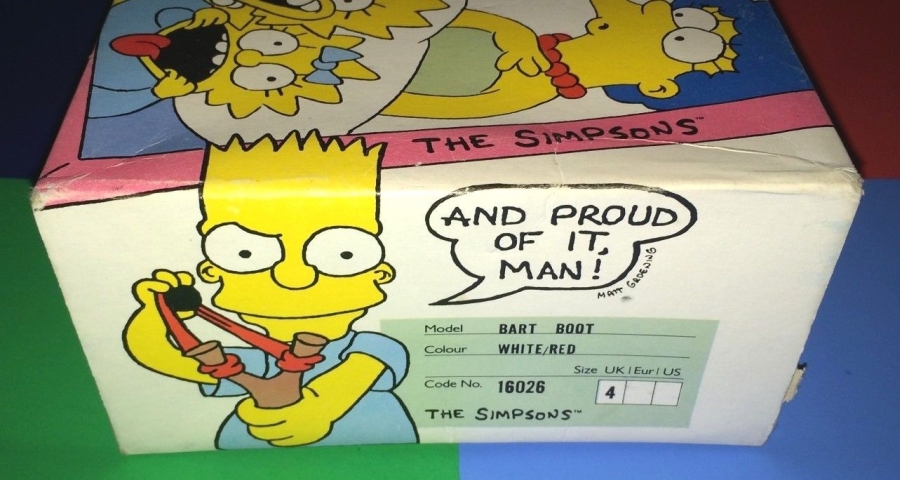 THE SIMPSONS™
AND PROUD
OF IT,
MAN!
MATT GROENING
Model BART BOOT
Colour WHITE/RED
Size UK / Eur / US
Code No. 16026 4
THE SIMPSONS™